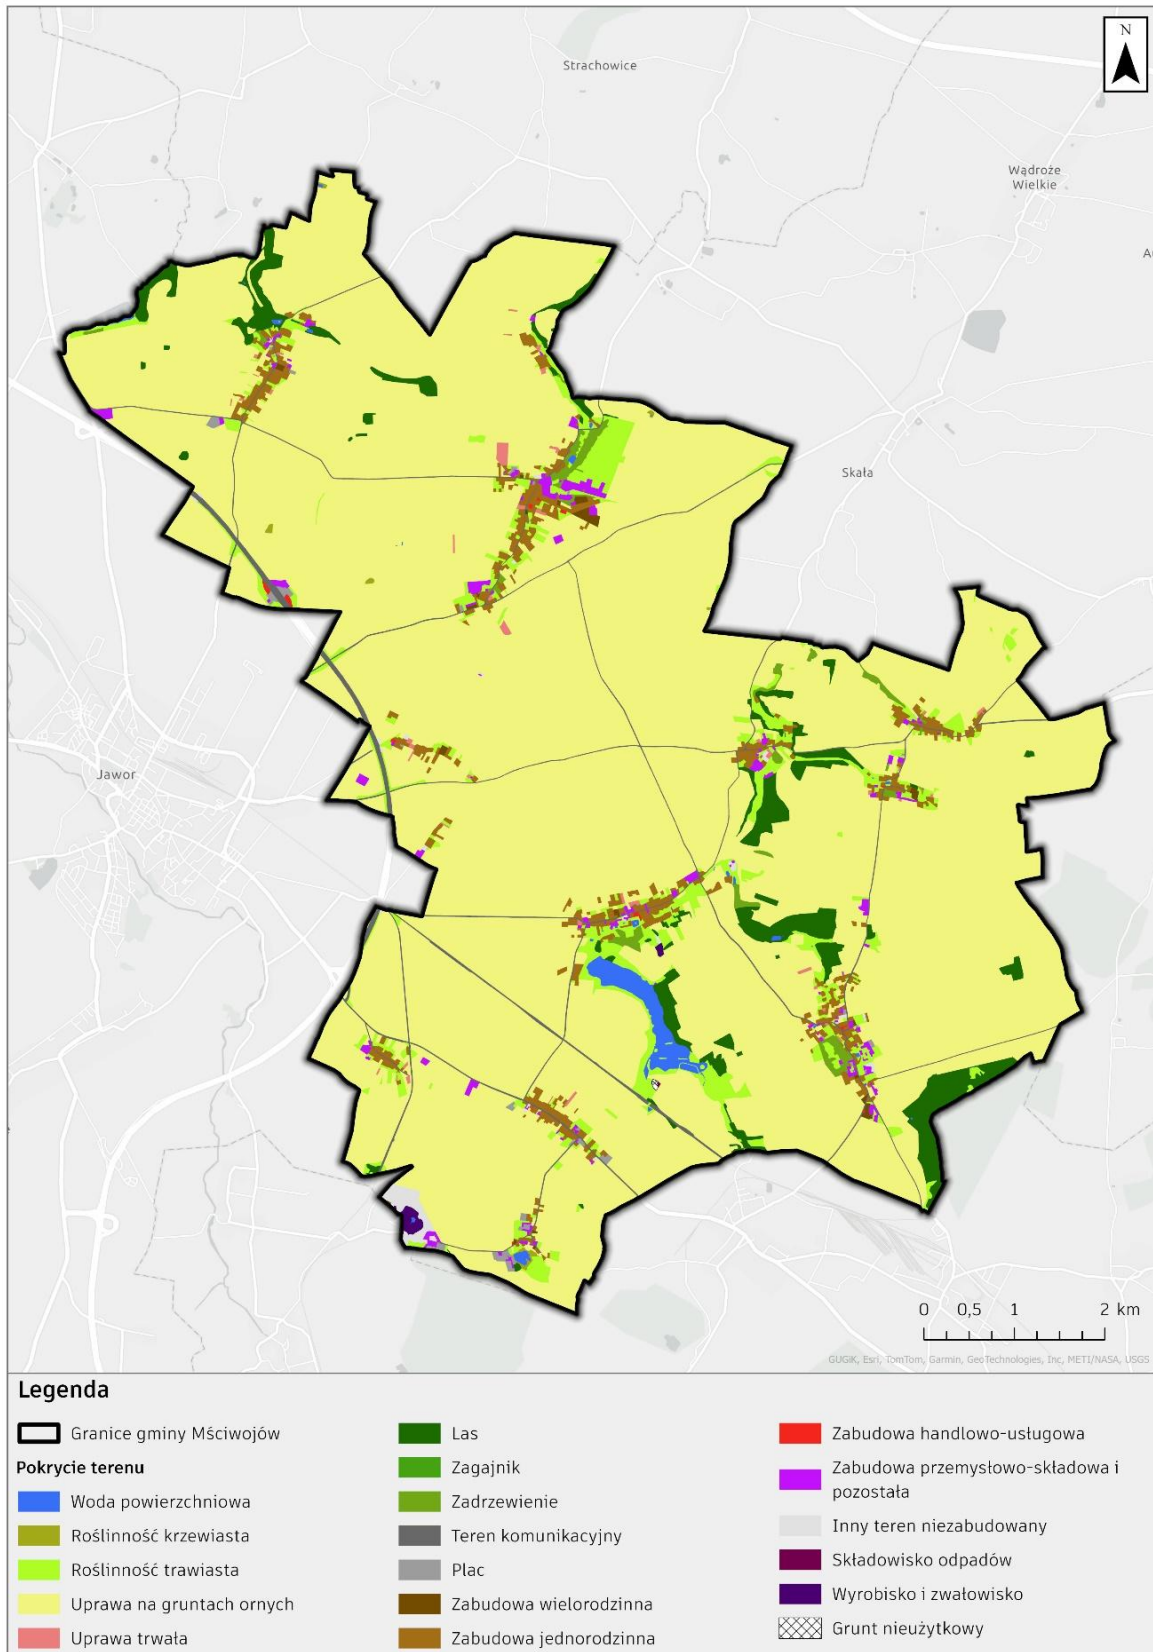 N
Strachowice
Wądroże
Wielkie
Skała
Jawor
0 0,5 1 2 km
GUGiK, Esri, TomTom, Garmin, GeoTechnologies, Inc, METI/NASA, USGS
Legenda
Granice gminy Mściwojów
Pokrycie terenu
Woda powierzchniowa
Roślinność krzewiasta
Roślinność trawiasta
Uprawa na gruntach ornych
Uprawa trwała
Las
Zagajnik
Zadrzewienie
Teren komunikacyjny
Plac
Zabudowa wielorodzinna
Zabudowa jednorodzinna
Zabudowa handlowo-usługowa
Zabudowa przemysłowo-składowa i
pozostała
Inny teren niezabudowany
Składowisko odpadów
Wyrobisko i zwałowisko
Grunt nieużytkowy